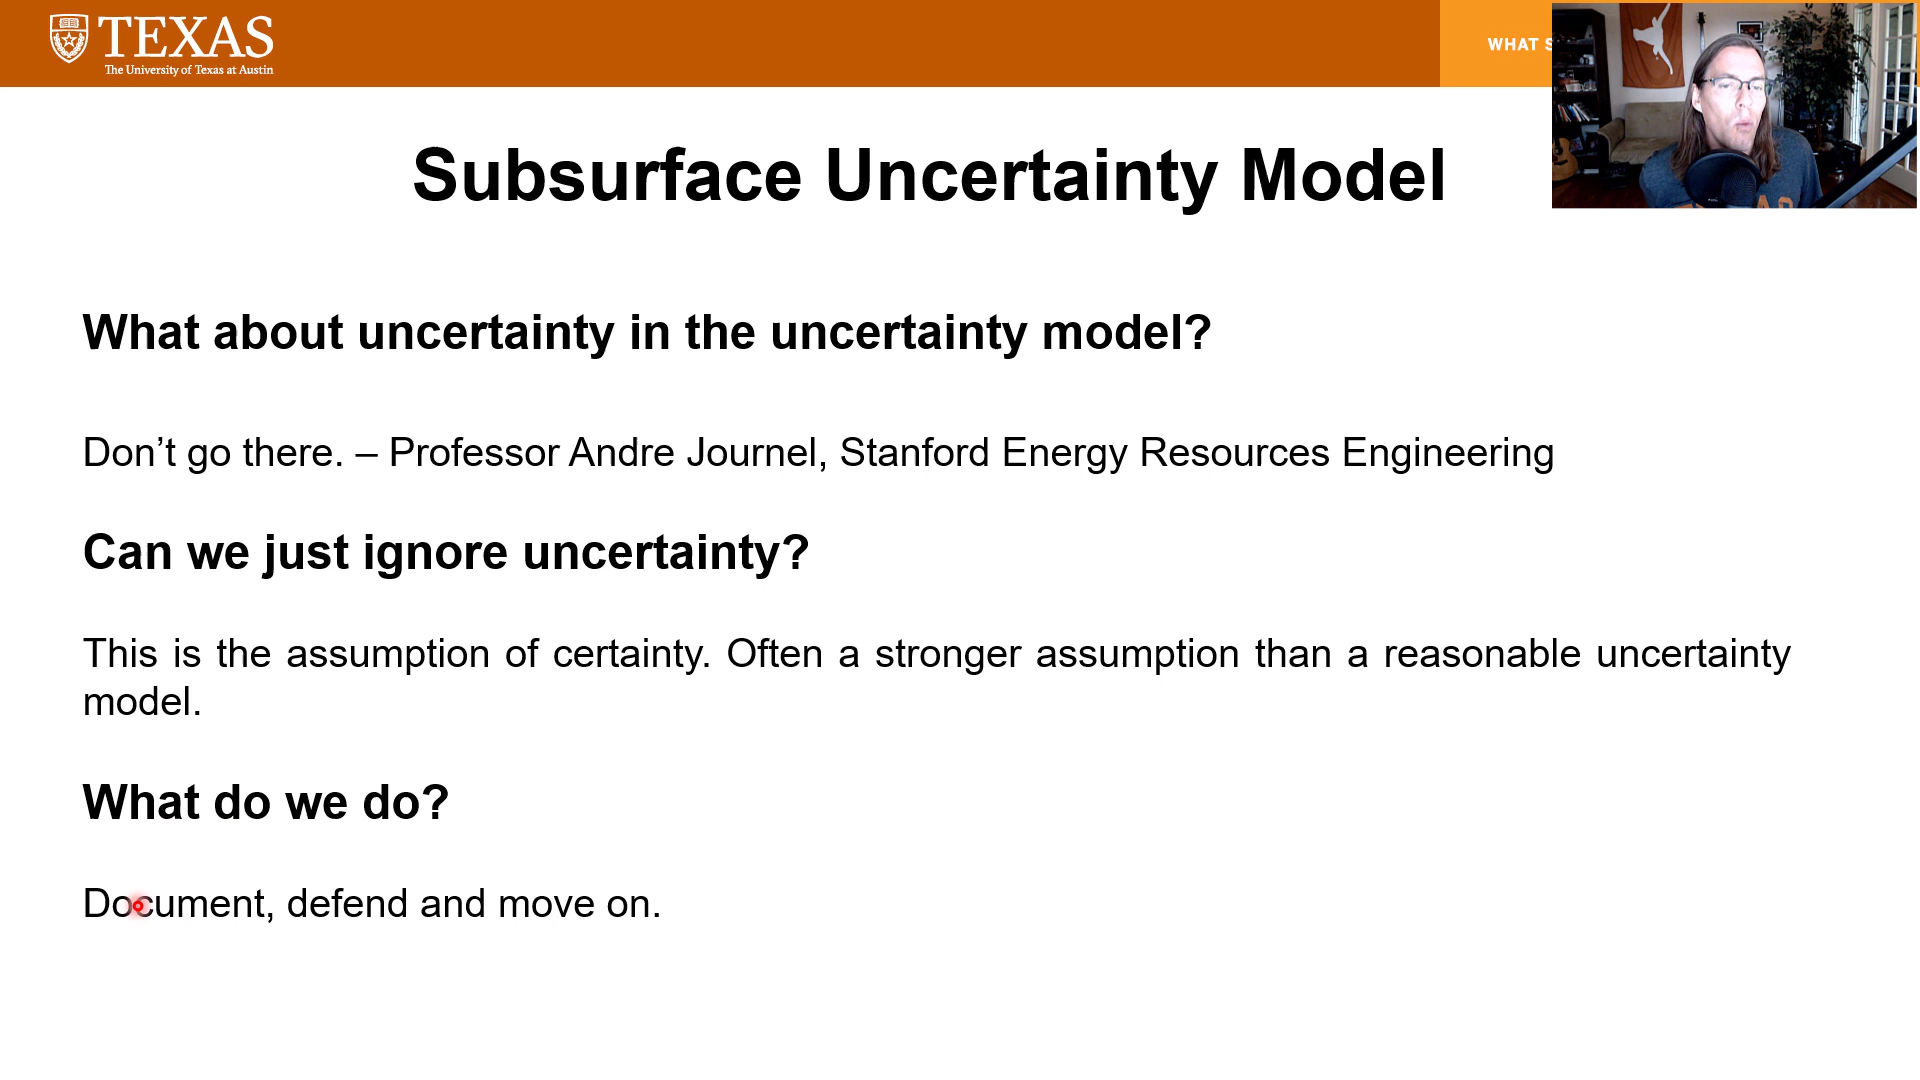 TEXAS
The University of Texas at Austin
WHAT S
Subsurface Uncertainty Model
What about uncertainty in the uncertainty model?
Don’t go there. – Professor Andre Journel, Stanford Energy Resources Engineering
Can we just ignore uncertainty?
This is the assumption of certainty. Often a stronger assumption than a reasonable uncertainty
model.
What do we do?
Document, defend and move on.